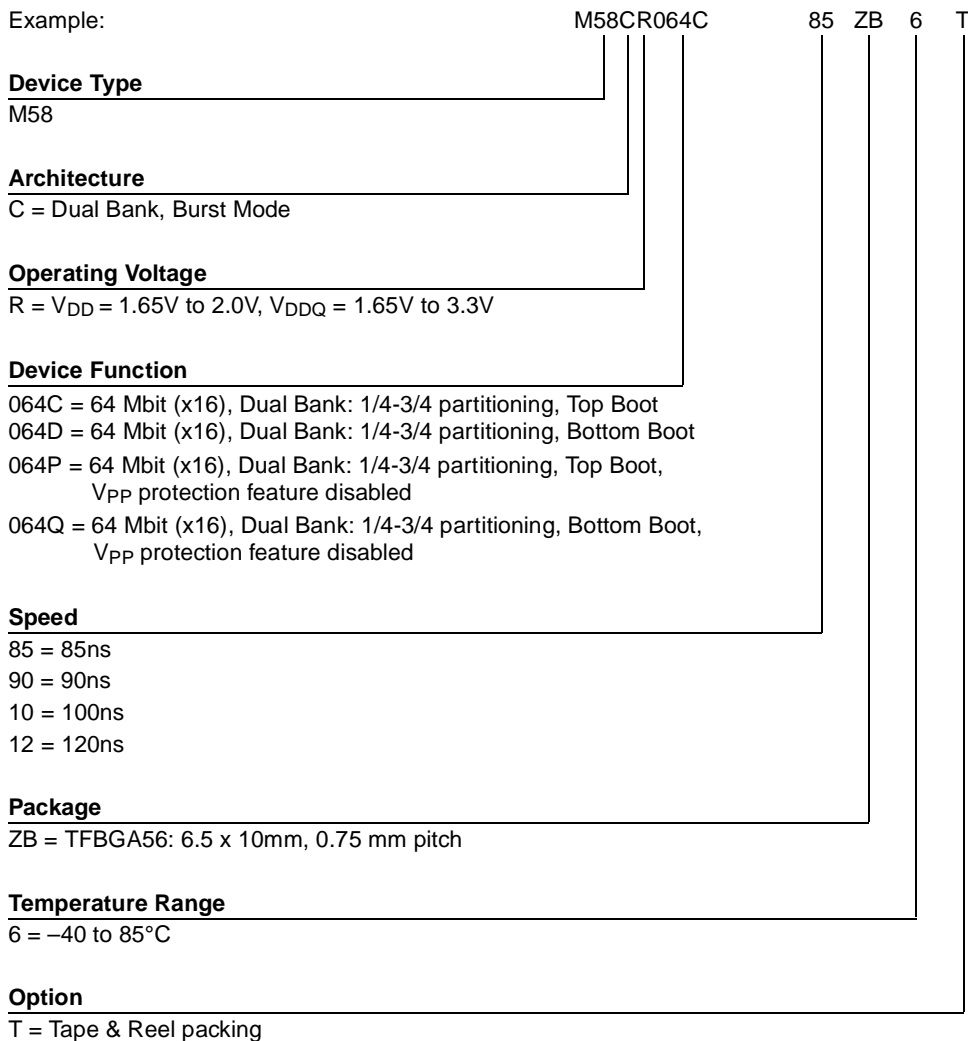 Example: M58CR064C 85 ZB 6 T
Device Type
M58
Architecture
C = Dual Bank, Burst Mode
Operating Voltage
R = VDD = 1.65V to 2.0V, VDDQ = 1.65V to 3.3V
Device Function
064C = 64 Mbit (x16), Dual Bank: 1/4-3/4 partitioning, Top Boot
064D = 64 Mbit (x16), Dual Bank: 1/4-3/4 partitioning, Bottom Boot
064P = 64 Mbit (x16), Dual Bank: 1/4-3/4 partitioning, Top Boot,
VPP protection feature disabled
064Q = 64 Mbit (x16), Dual Bank: 1/4-3/4 partitioning, Bottom Boot,
VPP protection feature disabled
Speed
85 = 85ns
90 = 90ns
10 = 100ns
12 = 120ns
Package
ZB = TFBGA56: 6.5 x 10mm, 0.75 mm pitch
Temperature Range
6 = –40 to 85°C
Option
T = Tape & Reel packing